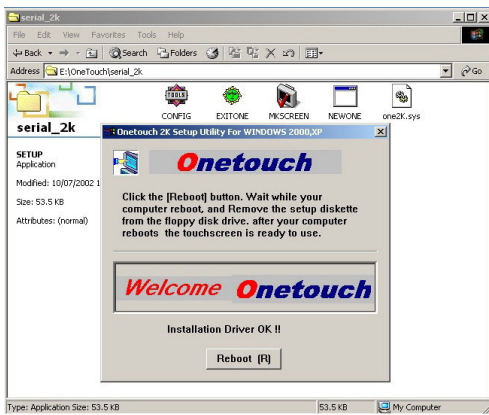 serial_2k
File Edit View Favorites Tools Help
Back Search Folders
Address E:\OneTouch\serial_2k Go
TOOLS
CONFIG EXITONE MKSCREEN NEWONE one2K.sys
serial_2k
SETUP
Application
Modified: 10/07/2002 1
Size: 53.5 KB
Attributes: (normal)
Onetouch 2K Setup Utility For WINDOWS 2000,XP
Onetouch
Click the [Reboot] button. Wait while your
computer reboot, and Remove the setup diskette
from the floppy disk drive. after your computer
reboots the touchscreen is ready to use.
Welcome Onetouch
Installation Driver OK !!
Reboot (R)
Type: Application Size: 53.5 KB 53.5 KB My Computer